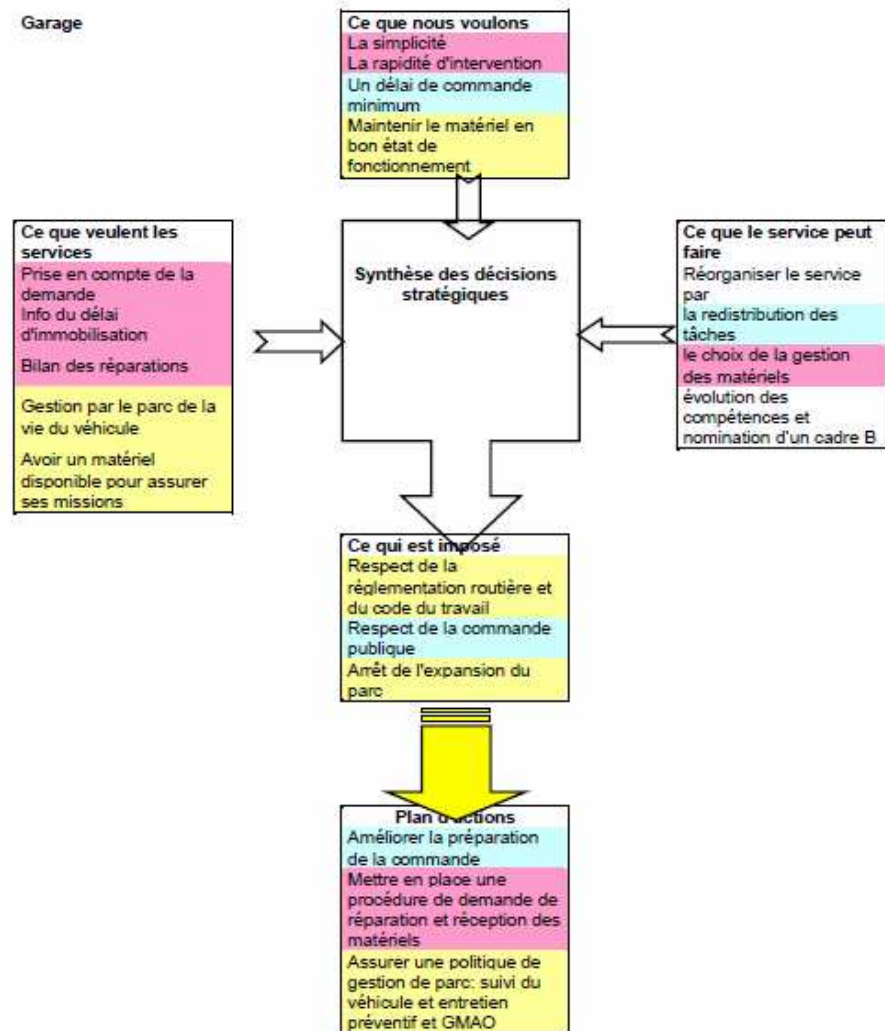 Garage
Ce que nous voulons
La simplicité
La rapidité d'intervention
Un délai de commande
minimum
Maintenir le matériel en
bon état de
fonctionnement
Ce que veulent les
services
Prise en compte de la
demande
Info du délai
d'immobilisation
Bilan des réparations
Gestion par le parc de la
vie du véhicule
Avoir un matériel
disponible pour assurer
ses missions
Synthèse des décisions
stratégiques
Ce que le service peut
faire
Réorganiser le service
par
la redistribution des
tâches
le choix de la gestion
des matériels
évolution des
compétences et
nomination d'un cadre B
Ce qui est imposé
Respect de la
réglementation routière et
du code du travail
Respect de la commande
publique
Arrêt de l'expansion du
parc
Plan d'actions
Améliorer la préparation
de la commande
Mettre en place une
procédure de demande de
réparation et réception des
matériels
Assurer une politique de
gestion de parc: suivi du
véhicule et entretien
préventif et GMAO